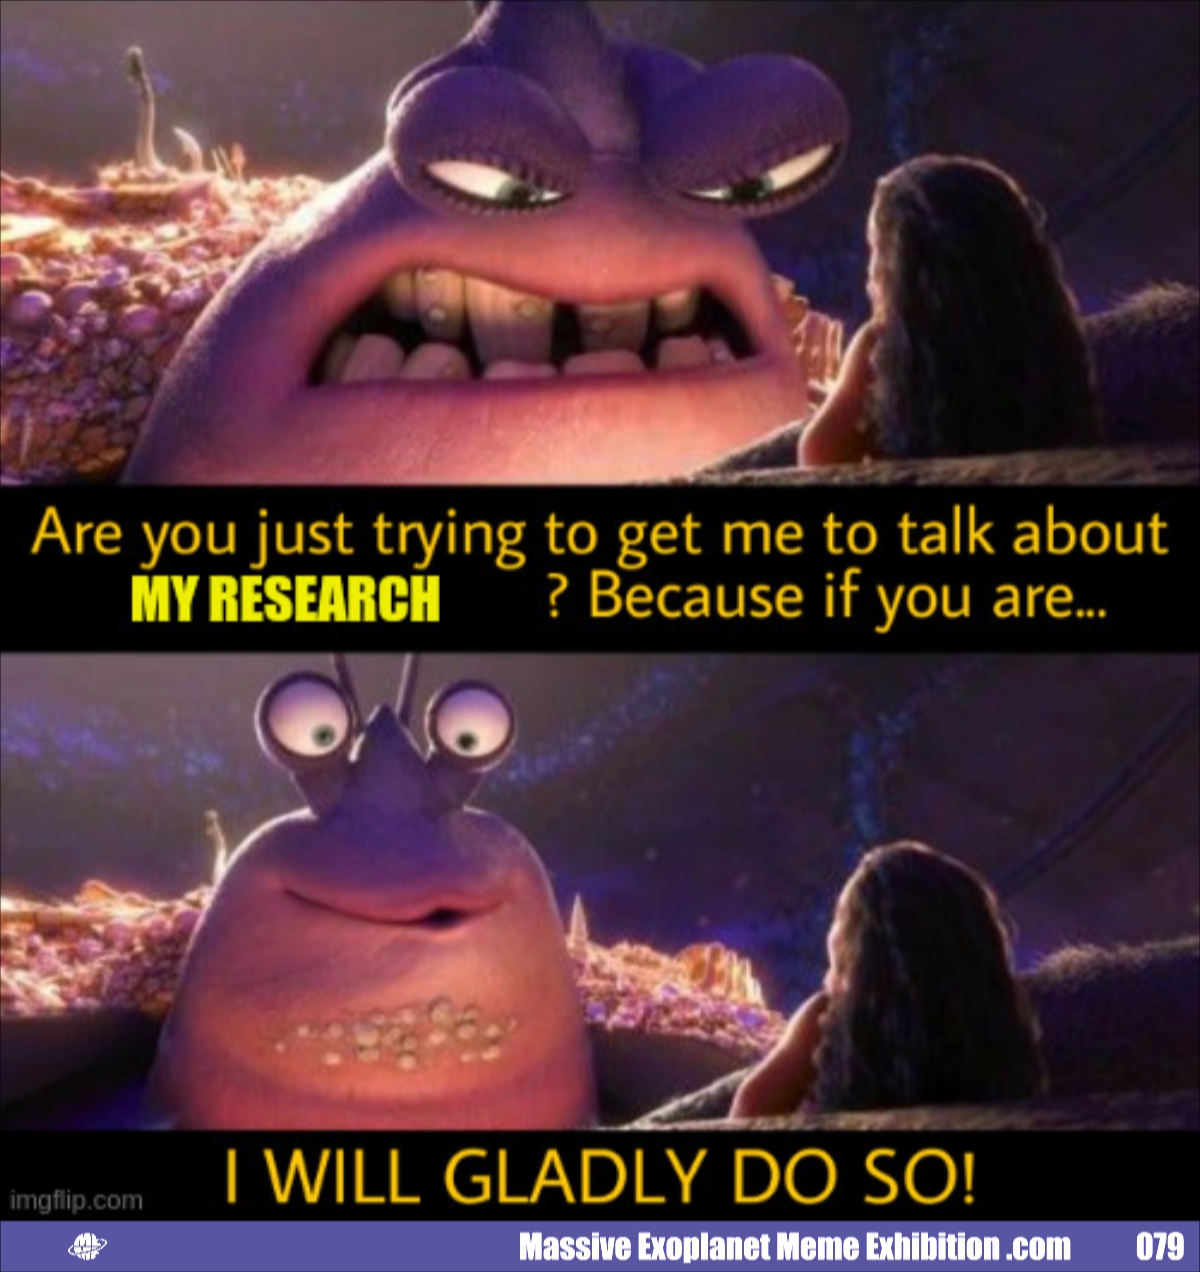 Are you just trying to get me to talk about
MY RESEARCH ? Because if you are...
I WILL GLADLY DO SO!
imgflip.com
Massive Exoplanet Meme Exhibition .com 079